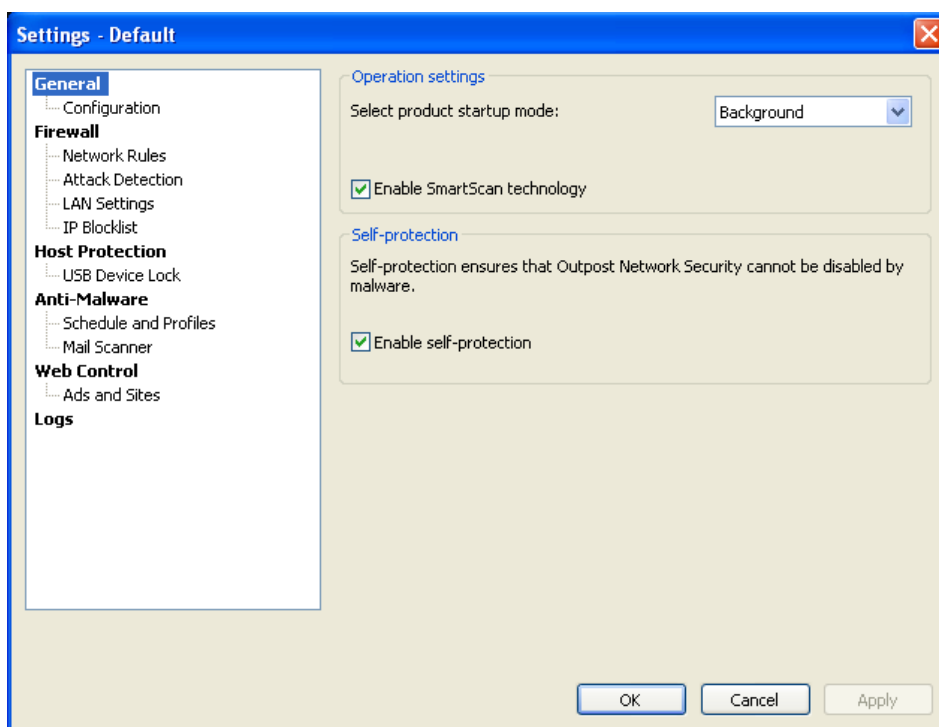 Settings - Default
General
Configuration
Firewall
Network Rules
Attack Detection
LAN Settings
IP Blocklist
Host Protection
USB Device Lock
Anti-Malware
Schedule and Profiles
Mail Scanner
Web Control
Ads and Sites
Logs
Operation settings
Select product startup mode:
Background
Enable SmartScan technology
Self-protection
Self-protection ensures that Outpost Network Security cannot be disabled by
malware.
Enable self-protection
OK
Cancel
Apply